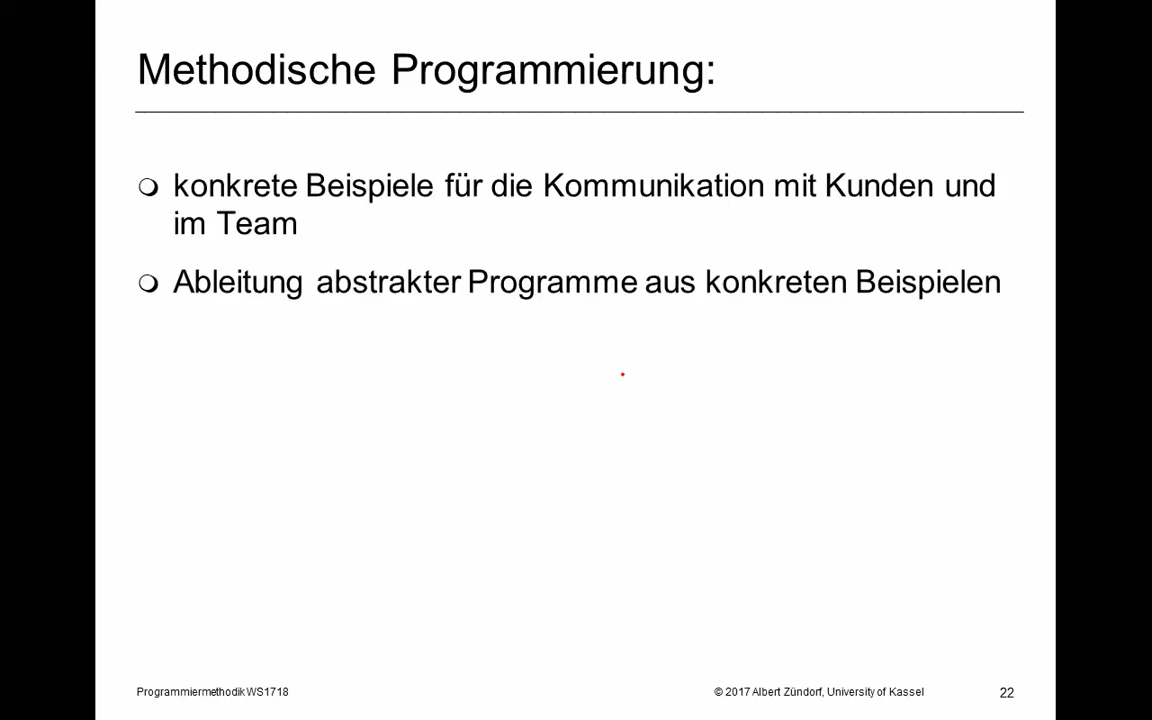 Methodische Programmierung:
konkrete Beispiele für die Kommunikation mit Kunden und
im Team
Ableitung abstrakter Programme aus konkreten Beispielen
Programmiermethodik WS1718
© 2017 Albert Zündorf, University of Kassel
22